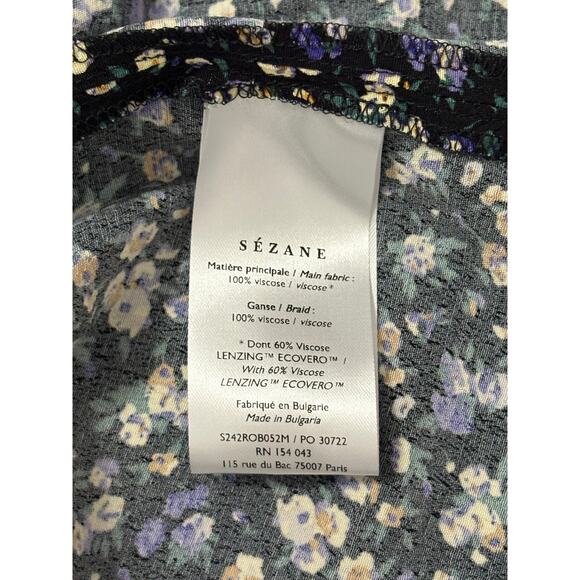 SÉZANE
Matière principale / Main fabric :
100% viscose / viscose *
Ganse / Braid :
100% viscose / viscose
* Dont 60% Viscose
LENZING™ ECOVERO™ /
With 60% Viscose
LENZING™ ECOVERO™
Fabriqué en Bulgarie
Made in Bulgaria
S242ROB052M / PO 30722
RN 154 043
115 rue du Bac 75007 Paris